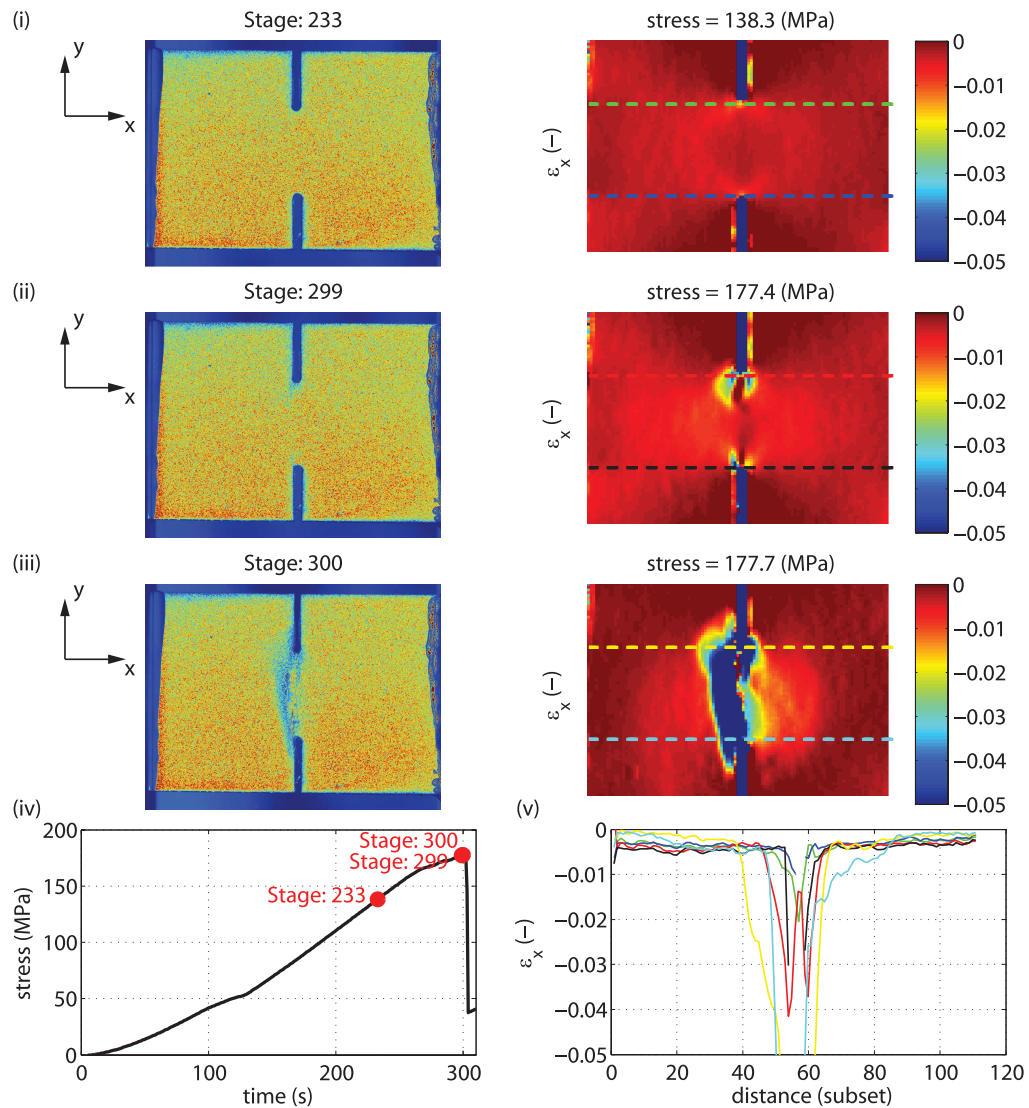 (i) Stage: 233 stress = 138.3 (MPa)
y
x
εx (−)
0
−0.01
−0.02
−0.03
−0.04
−0.05
(ii) Stage: 299 stress = 177.4 (MPa)
y
x
εx (−)
0
−0.01
−0.02
−0.03
−0.04
−0.05
(iii) Stage: 300 stress = 177.7 (MPa)
y
x
εx (−)
0
−0.01
−0.02
−0.03
−0.04
−0.05
(iv)
200
150
100
50
0
stress (MPa)
Stage: 300
Stage: 299
Stage: 233
0 100 200 300
time (s)
(v)
0
−0.01
−0.02
−0.03
−0.04
−0.05
εx (−)
0 20 40 60 80 100 120
distance (subset)